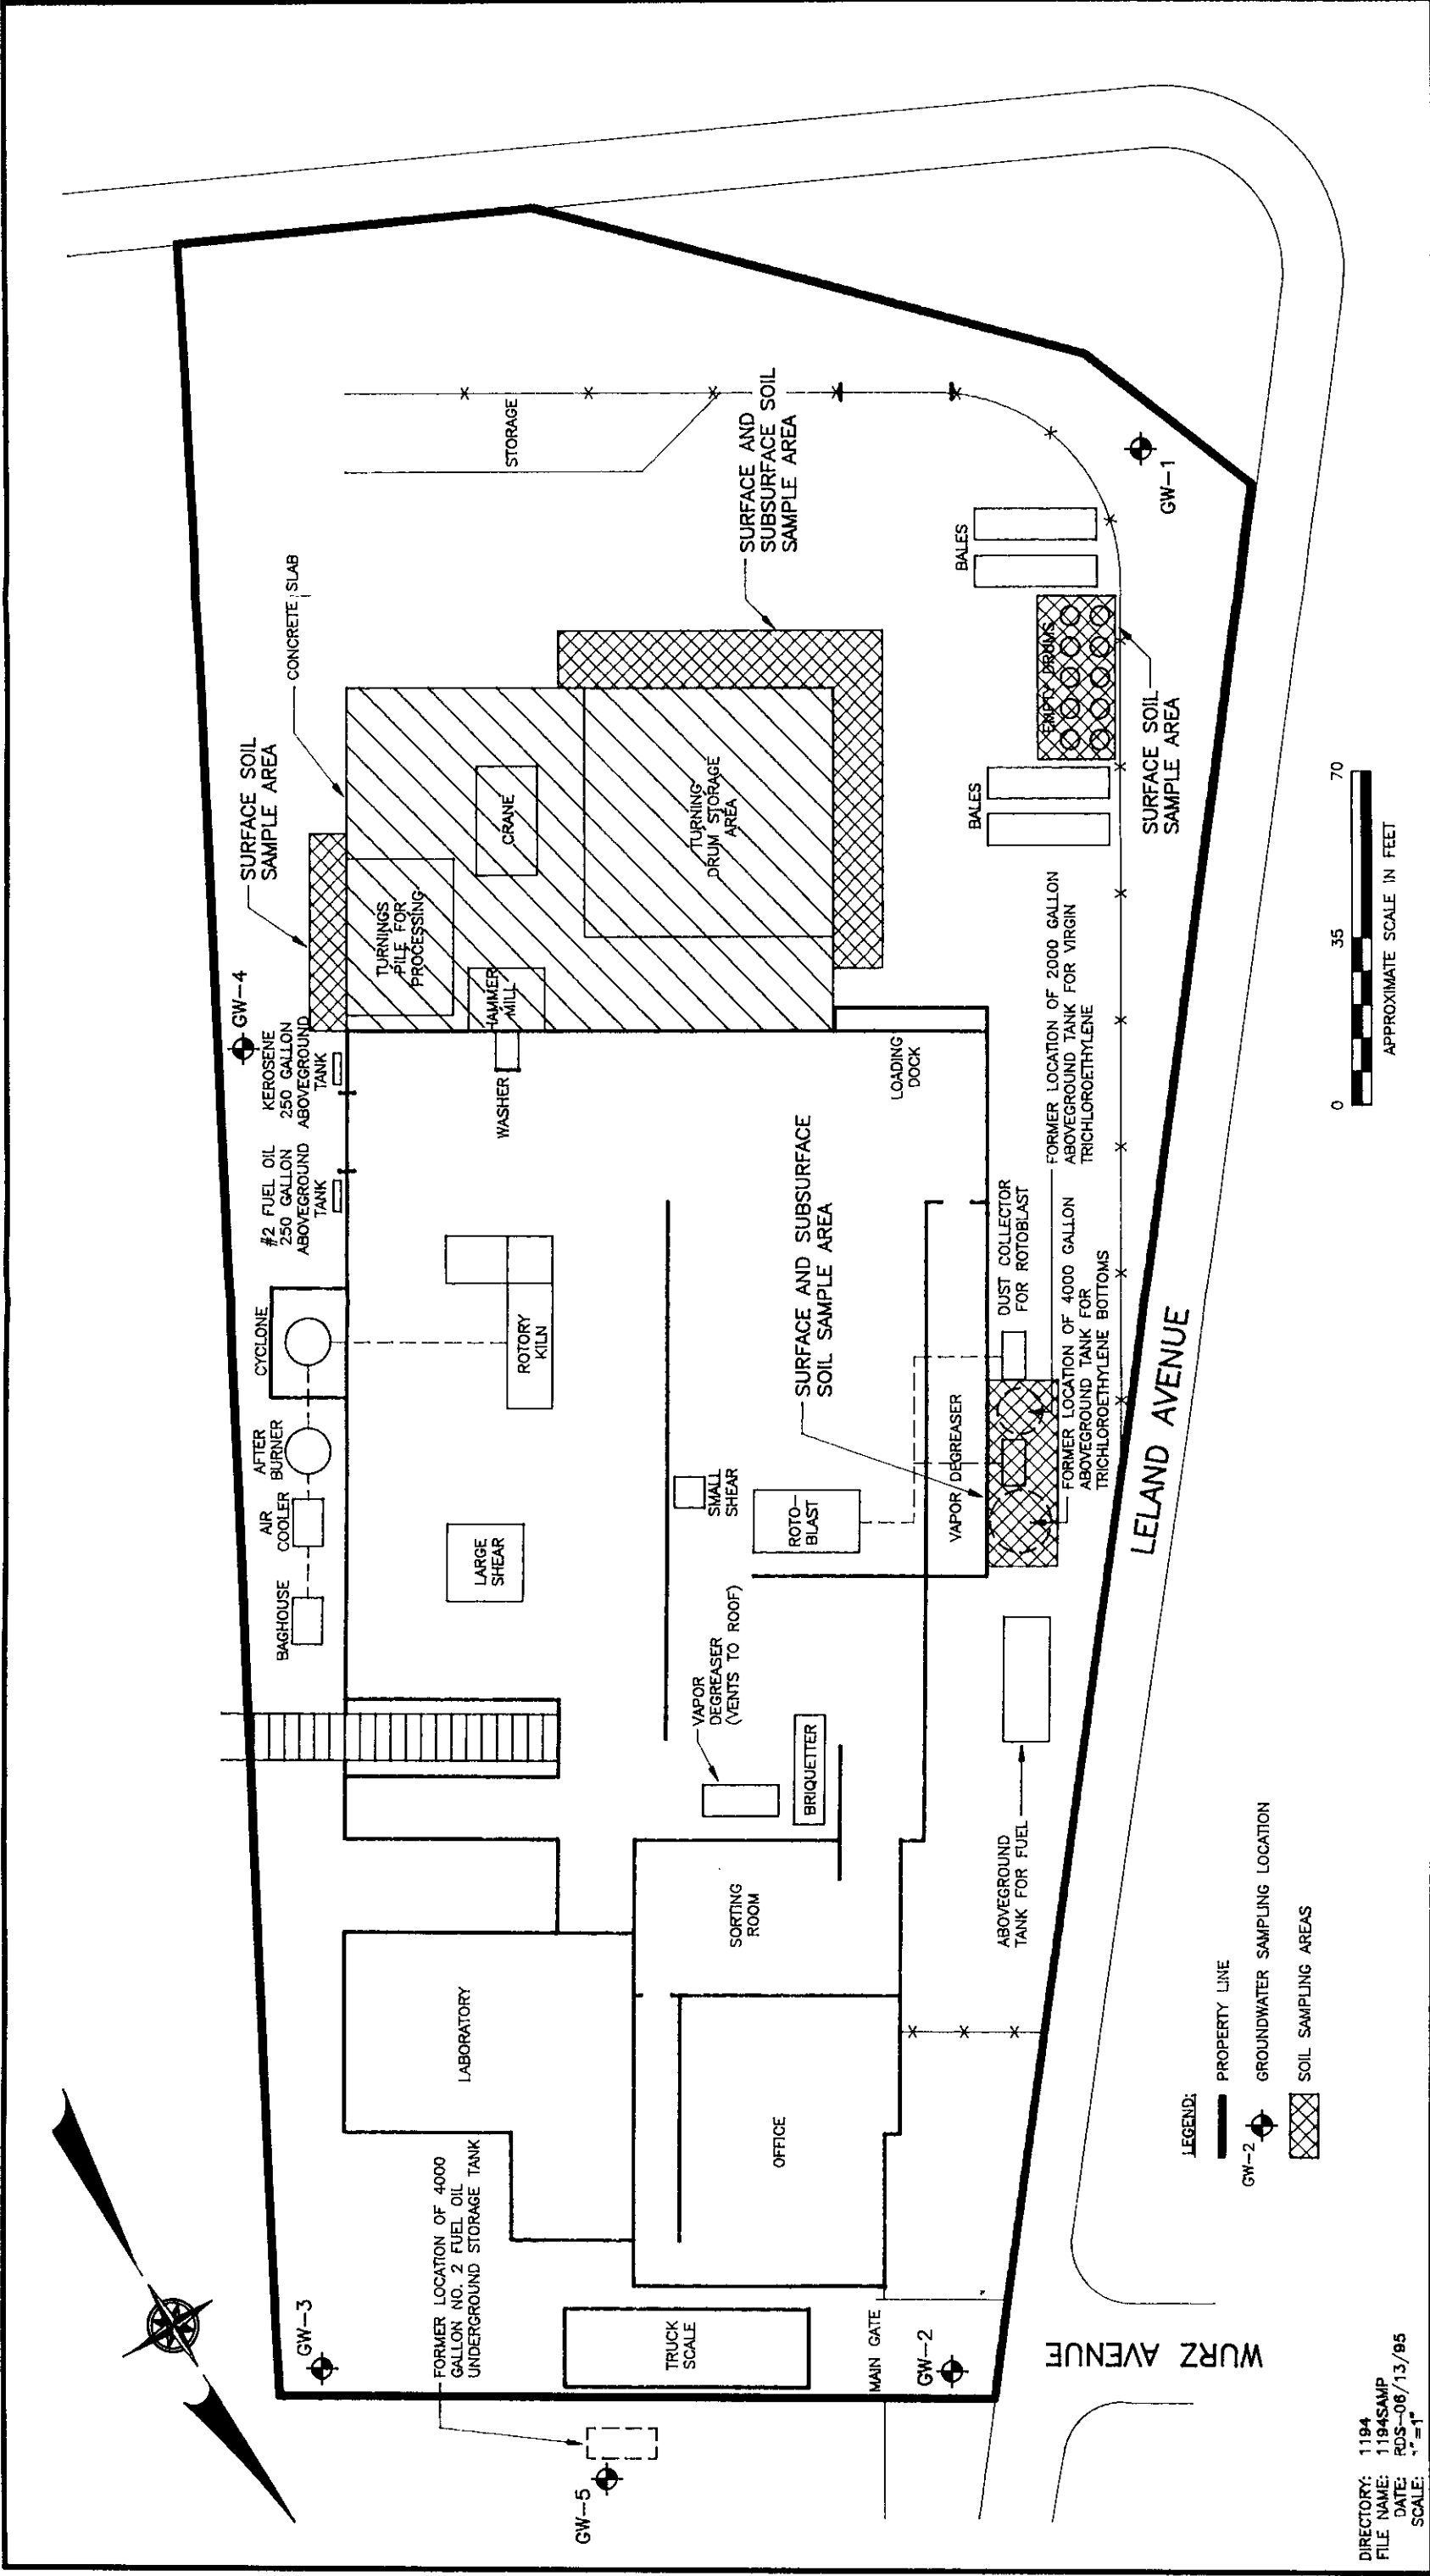 GW-5
GW-3
FORMER LOCATION OF 4000
GALLON NO. 2 FUEL OIL
UNDERGROUND STORAGE TANK
TRUCK
SCALE
MAIN GATE
GW-2
WURZ AVENUE
LABORATORY
OFFICE
SORTING
ROOM
VAPOR
DEGREASER
(VENTS TO ROOF)
BRIQUETTER
ABOVEGROUND
TANK FOR FUEL
BAGHOUSE
AIR
COOLER
AFTER
BURNER
CYCLONE
#2 FUEL OIL
250 GALLON
ABOVEGROUND
TANK
KEROSENE
250 GALLON
ABOVEGROUND
TANK
GW-4
LARGE
SHEAR
SMALL
SHEAR
ROTORY
KILN
ROTO-
BLAST
VAPOR DEGREASER
SURFACE AND SUBSURFACE
SOIL SAMPLE AREA
WASHER
LOADING
DOCK
DUST COLLECTOR
FOR ROTOBLAST
FORMER LOCATION OF 4000 GALLON
ABOVEGROUND TANK FOR
TRICHLOROETHYLENE BOTTOMS
FORMER LOCATION OF 2000 GALLON
ABOVEGROUND TANK FOR VIRGIN
TRICHLOROETHYLENE
LELAND AVENUE
SURFACE SOIL
SAMPLE AREA
CONCRETE SLAB
TURNINGS
PILE FOR
PROCESSING
HAMMER
MILL
CRANE
TURNING
DRUM STORAGE
AREA
SURFACE AND
SUBSURFACE SOIL
SAMPLE AREA
STORAGE
BALES
EMPTY DRUMS
BALES
SURFACE SOIL
SAMPLE AREA
GW-1
LEGEND:
PROPERTY LINE
GW-2
GROUNDWATER SAMPLING LOCATION
SOIL SAMPLING AREAS
0 35 70
APPROXIMATE SCALE IN FEET
DIRECTORY: 1194
FILE NAME: 1194SAMP
DATE: RDS-06/13/95
SCALE: 1"=1"